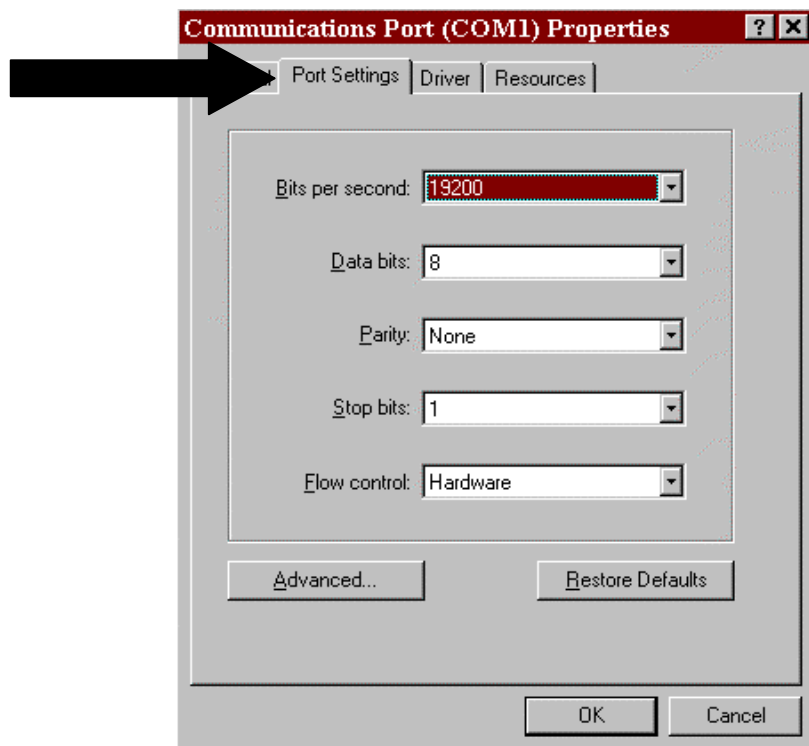 Communications Port (COM1) Properties
Port Settings Driver Resources
Bits per second: 19200
Data bits: 8
Parity: None
Stop bits: 1
Flow control: Hardware
Advanced... Restore Defaults
OK Cancel